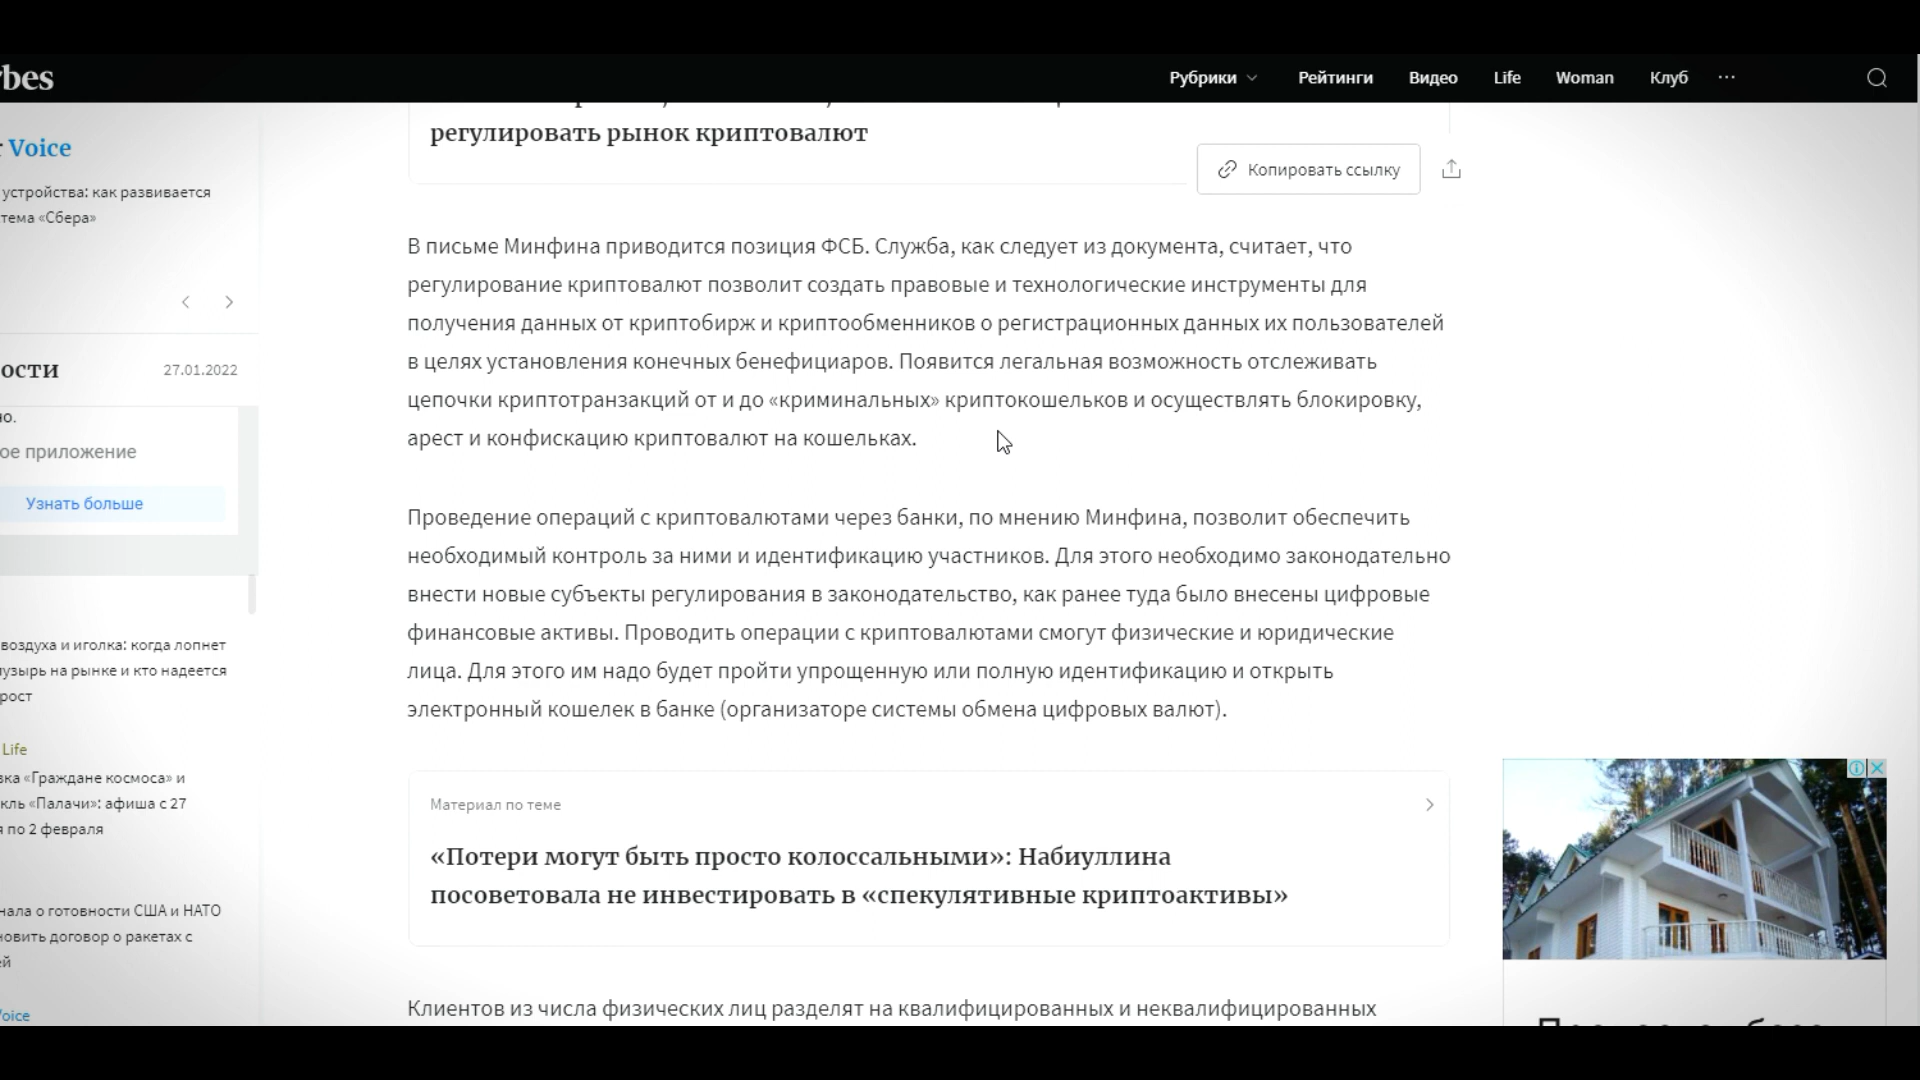 bes
Рубрики
Рейтинги
Видео
Life
Woman
Клуб
Voice
устройства: как развивается
тема «Сбера»
ости
27.01.2022
но.
ое приложение
Узнать больше
воздуха и иголка: когда лопнет
пузырь на рынке и кто надеется
рост
Life
вка «Граждане космоса» и
кль «Палачи»: афиша с 27
я по 2 февраля
нала о готовности США и НАТО
новить договор о ракетах с
ей
Voice
регулировать рынок криптовалют
Копировать ссылку
В письме Минфина приводится позиция ФСБ. Служба, как следует из документа, считает, что
регулирование криптовалют позволит создать правовые и технологические инструменты для
получения данных от криптобирж и криптообменников о регистрационных данных их пользователей
в целях установления конечных бенефициаров. Появится легальная возможность отслеживать
цепочки криптотранзакций от и до «криминальных» криптокошельков и осуществлять блокировку,
арест и конфискацию криптовалют на кошельках.
Проведение операций с криптовалютами через банки, по мнению Минфина, позволит обеспечить
необходимый контроль за ними и идентификацию участников. Для этого необходимо законодательно
внести новые субъекты регулирования в законодательство, как ранее туда было внесены цифровые
финансовые активы. Проводить операции с криптовалютами смогут физические и юридические
лица. Для этого им надо будет пройти упрощенную или полную идентификацию и открыть
электронный кошелек в банке (организаторе системы обмена цифровых валют).
Материал по теме
«Потери могут быть просто колоссальными»: Набиуллина
посоветовала не инвестировать в «спекулятивные криптоактивы»
Клиентов из числа физических лиц разделят на квалифицированных и неквалифицированных